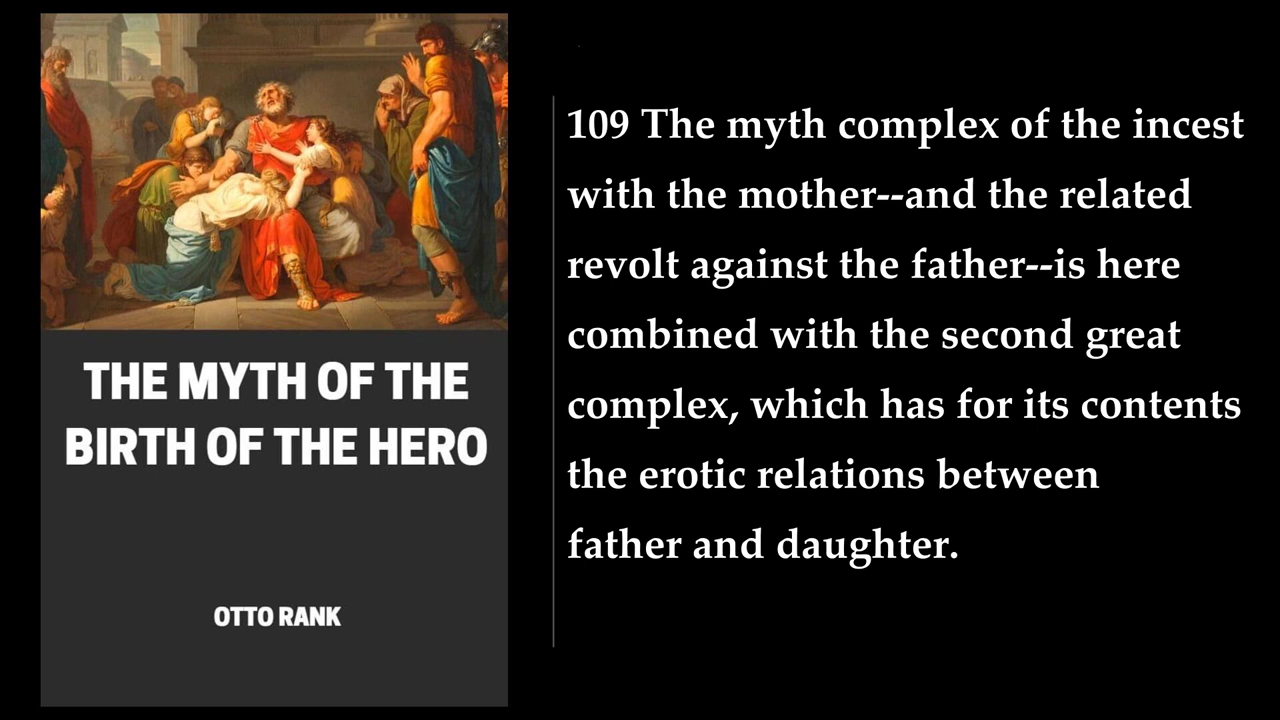 THE MYTH OF THE
BIRTH OF THE HERO
OTTO RANK
109 The myth complex of the incest
with the mother--and the related
revolt against the father--is here
combined with the second great
complex, which has for its contents
the erotic relations between
father and daughter.